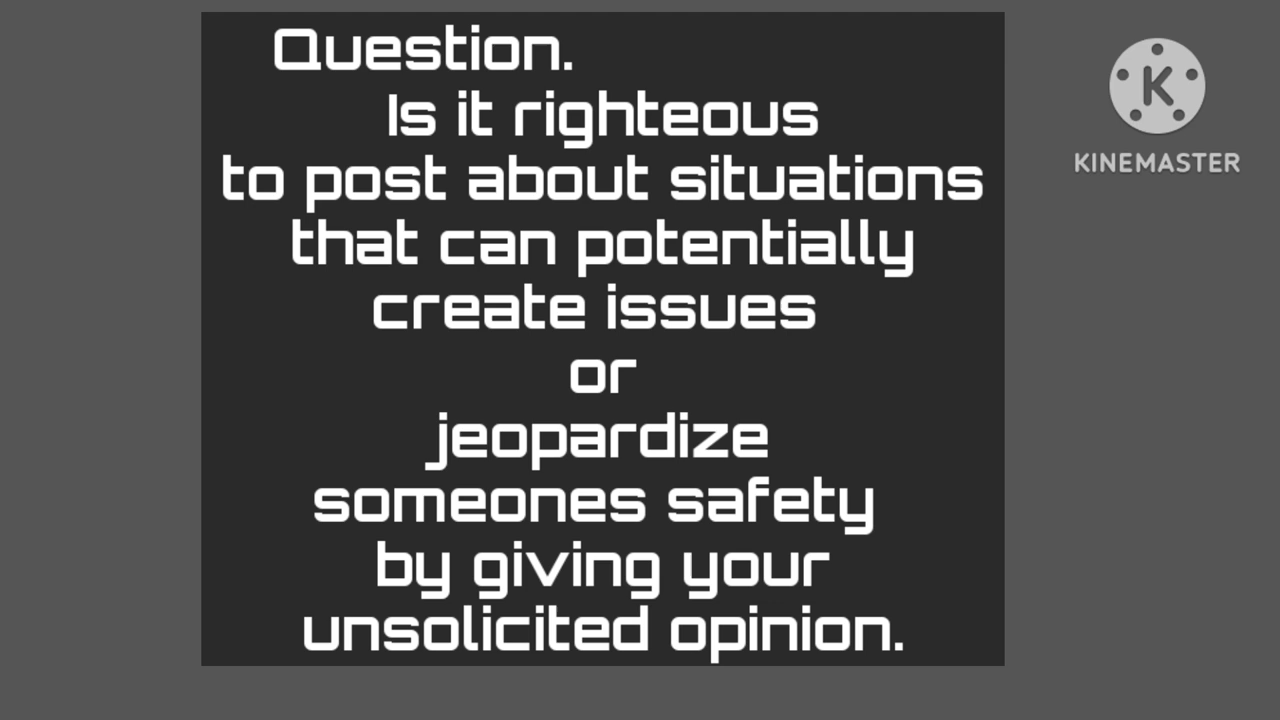 Question.
Is it righteous
to post about situations
that can potentially
create issues
or
jeopardize
someones safety
by giving your
unsolicited opinion.
K
KINEMASTER